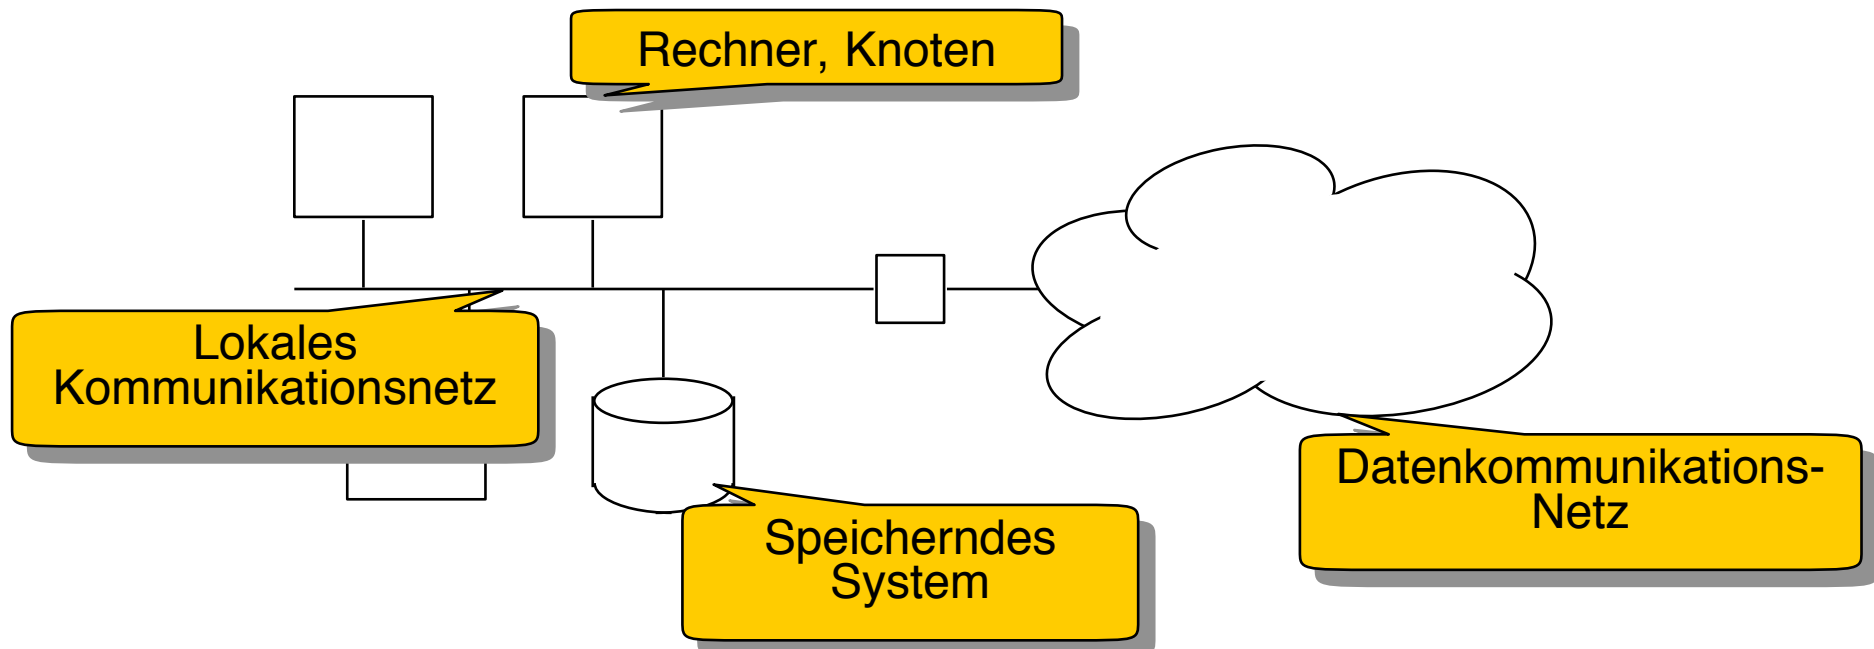 Rechner, Knoten
Lokales
Kommunikationsnetz
Datenkommunikations-
Netz
Speicherndes
System